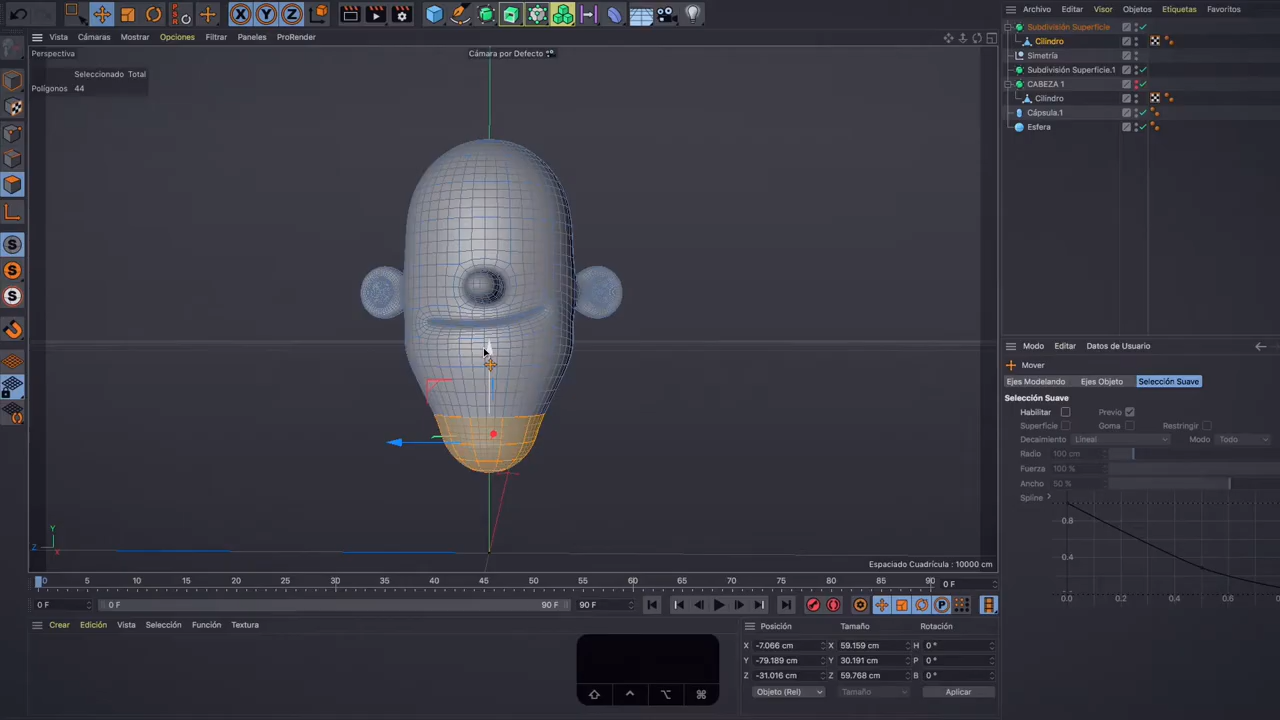 X Y Z
Archivo Editar Visor Objetos Etiquetas Favoritos
Vista Cámaras Mostrar Opciones Filtrar Paneles ProRender
Perspectiva
Cámara por Defecto
Seleccionado Total
Polígonos 44
Subdivisión Superficie
Cilindro
Simetría
Subdivisión Superficie.1
CABEZA 1
Cilindro
Cápsula.1
Esfera
Modo Editar Datos de Usuario
Mover
Ejes Modelando Ejes Objeto Selección Suave
Selección Suave
Habilitar Previo
Superficie Goma Restringir
Decaimiento Lineal Modo Todo
Radio 100 cm
Fuerza 100 %
Ancho 50 %
Spline
0.8
0.4
0.0 0.2 0.4 0.6 0.8
S
S
S
Y
Z X
Espaciado Cuadrícula : 10000 cm
0 5 10 15 20 25 30 35 40 45 50 55 60 65 70 75 80 85 90 0 F
0 F 0 F 90 F 90 F
P
Crear Edición Vista Selección Función Textura
Posición Tamaño Rotación
X -7.066 cm X 59.159 cm H 0 °
Y -79.189 cm Y 30.191 cm P 0 °
Z -31.016 cm Z 59.768 cm B 0 °
Objeto (Rel) Tamaño Aplicar